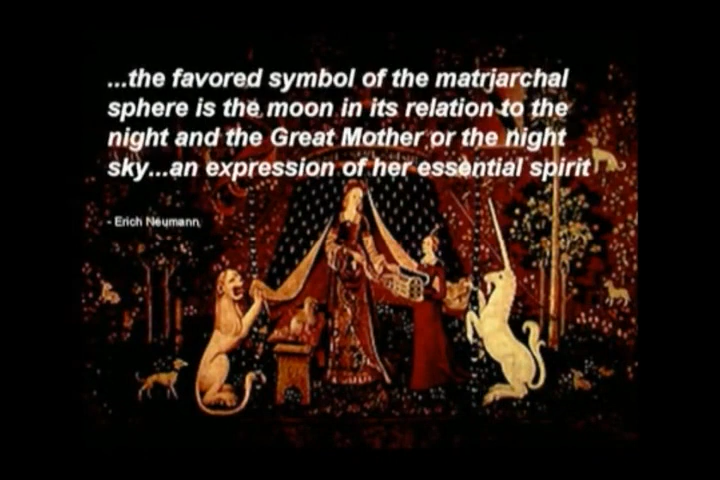 ...the favored symbol of the matriarchal
sphere is the moon in its relation to the
night and the Great Mother or the night
sky...an expression of her essential spirit
- Erich Neumann